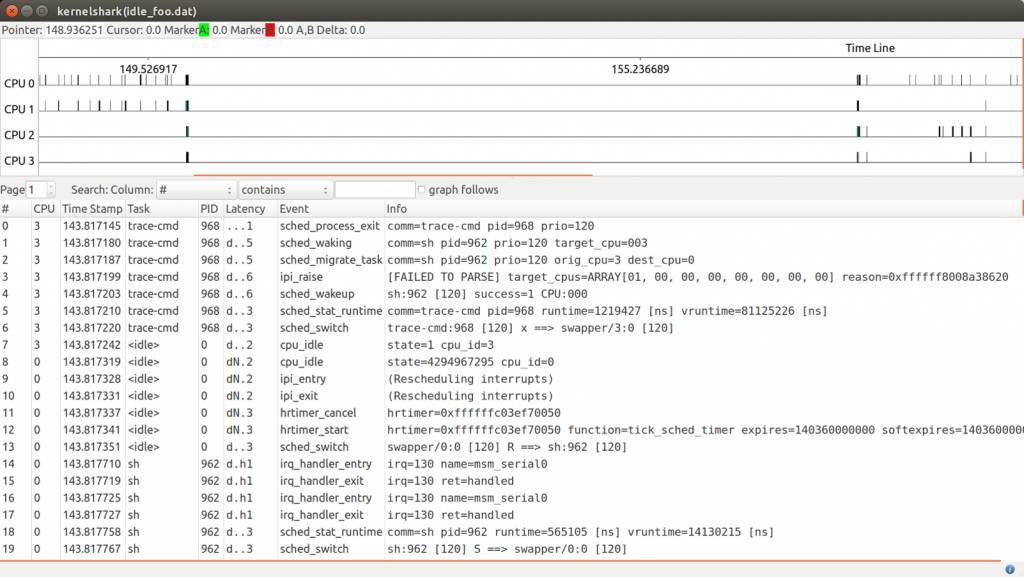 kernelshark(idle_foo.dat)
Pointer: 148.936251 Cursor: 0.0 MarkerA: 0.0 MarkerB 0.0 A,B Delta: 0.0
Time Line
149.526917 155.236689
CPU 0
CPU 1
CPU 2
CPU 3
Page 1 Search: Column: # contains graph follows
# CPU Time Stamp Task PID Latency Event Info
0 3 143.817145 trace-cmd 968 ...1 sched_process_exit comm=trace-cmd pid=968 prio=120
1 3 143.817180 trace-cmd 968 d..5 sched_waking comm=sh pid=962 prio=120 target_cpu=003
2 3 143.817187 trace-cmd 968 d..5 sched_migrate_task comm=sh pid=962 prio=120 orig_cpu=3 dest_cpu=0
3 3 143.817199 trace-cmd 968 d..6 ipi_raise [FAILED TO PARSE] target_cpus=ARRAY[01, 00, 00, 00, 00, 00, 00, 00] reason=0xffffff8008a38620
4 3 143.817203 trace-cmd 968 d..6 sched_wakeup sh:962 [120] success=1 CPU:000
5 3 143.817210 trace-cmd 968 d..3 sched_stat_runtime comm=trace-cmd pid=968 runtime=1219427 [ns] vruntime=81125226 [ns]
6 3 143.817220 trace-cmd 968 d..3 sched_switch trace-cmd:968 [120] x ==> swapper/3:0 [120]
7 3 143.817242 <idle> 0 d..2 cpu_idle state=1 cpu_id=3
8 0 143.817319 <idle> 0 dN.2 cpu_idle state=4294967295 cpu_id=0
9 0 143.817328 <idle> 0 dN.2 ipi_entry (Rescheduling interrupts)
10 0 143.817331 <idle> 0 dN.2 ipi_exit (Rescheduling interrupts)
11 0 143.817337 <idle> 0 dN.3 hrtimer_cancel hrtimer=0xffffffc03ef70050
12 0 143.817341 <idle> 0 dN.3 hrtimer_start hrtimer=0xffffffc03ef70050 function=tick_sched_timer expires=140360000000 softexpires=140360000
13 0 143.817351 <idle> 0 d..3 sched_switch swapper/0:0 [120] R ==> sh:962 [120]
14 0 143.817710 sh 962 d.h1 irq_handler_entry irq=130 name=msm_serial0
15 0 143.817719 sh 962 d.h1 irq_handler_exit irq=130 ret=handled
16 0 143.817725 sh 962 d.h1 irq_handler_entry irq=130 name=msm_serial0
17 0 143.817727 sh 962 d.h1 irq_handler_exit irq=130 ret=handled
18 0 143.817758 sh 962 d..3 sched_stat_runtime comm=sh pid=962 runtime=565105 [ns] vruntime=14130215 [ns]
19 0 143.817767 sh 962 d..3 sched_switch sh:962 [120] S ==> swapper/0:0 [120]